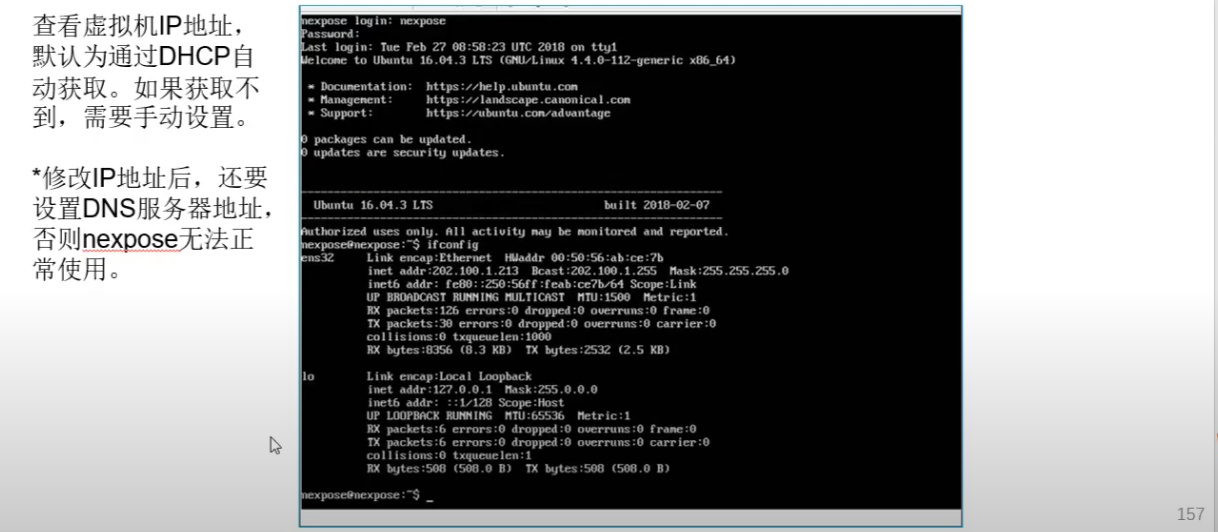 查看虚拟机IP地址，
默认为通过DHCP自
动获取。如果获取不
到，需要手动设置。
*修改IP地址后，还要
设置DNS服务器地址，
否则nexpose无法正
常使用。
nexpose login: nexpose
Password:
Last login: Tue Feb 27 08:58:23 UTC 2018 on tty1
Welcome to Ubuntu 16.04.3 LTS (GNU/Linux 4.4.0-112-generic x86_64)
* Documentation:  https://help.ubuntu.com
* Management:     https://landscape.canonical.com
* Support:        https://ubuntu.com/advantage
0 packages can be updated.
0 updates are security updates.
Ubuntu 16.04.3 LTS                          built 2018-02-07
Authorized uses only. All activity may be monitored and reported.
nexpose@nexpose:~$ ifconfig
ens32     Link encap:Ethernet  HWaddr 00:50:56:ab:ce:7b
inet addr:202.100.1.213  Bcast:202.100.1.255  Mask:255.255.255.0
inet6 addr: fe80::250:56ff:feab:ce7b/64 Scope:Link
UP BROADCAST RUNNING MULTICAST  MTU:1500  Metric:1
RX packets:126 errors:0 dropped:0 overruns:0 frame:0
TX packets:30 errors:0 dropped:0 overruns:0 carrier:0
collisions:0 txqueuelen:1000
RX bytes:8356 (8.3 KB)  TX bytes:2532 (2.5 KB)
lo        Link encap:Local Loopback
inet addr:127.0.0.1  Mask:255.0.0.0
inet6 addr: ::1/128 Scope:Host
UP LOOPBACK RUNNING  MTU:65536  Metric:1
RX packets:6 errors:0 dropped:0 overruns:0 frame:0
TX packets:6 errors:0 dropped:0 overruns:0 carrier:0
collisions:0 txqueuelen:1
RX bytes:508 (508.0 B)  TX bytes:508 (508.0 B)
nexpose@nexpose:~$ _
157